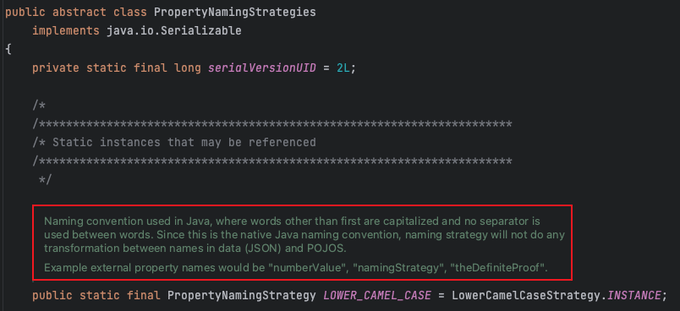 public abstract class PropertyNamingStrategies
implements java.io.Serializable
{
private static final long serialVersionUID = 2L;
/*
/**********************************************************************
/* Static instances that may be referenced
/**********************************************************************
*/
Naming convention used in Java, where words other than first are capitalized and no separator is
used between words. Since this is the native Java naming convention, naming strategy will not do any
transformation between names in data (JSON) and POJOS.
Example external property names would be "numberValue", "namingStrategy", "theDefiniteProof".
public static final PropertyNamingStrategy LOWER_CAMEL_CASE = LowerCamelCaseStrategy.INSTANCE;